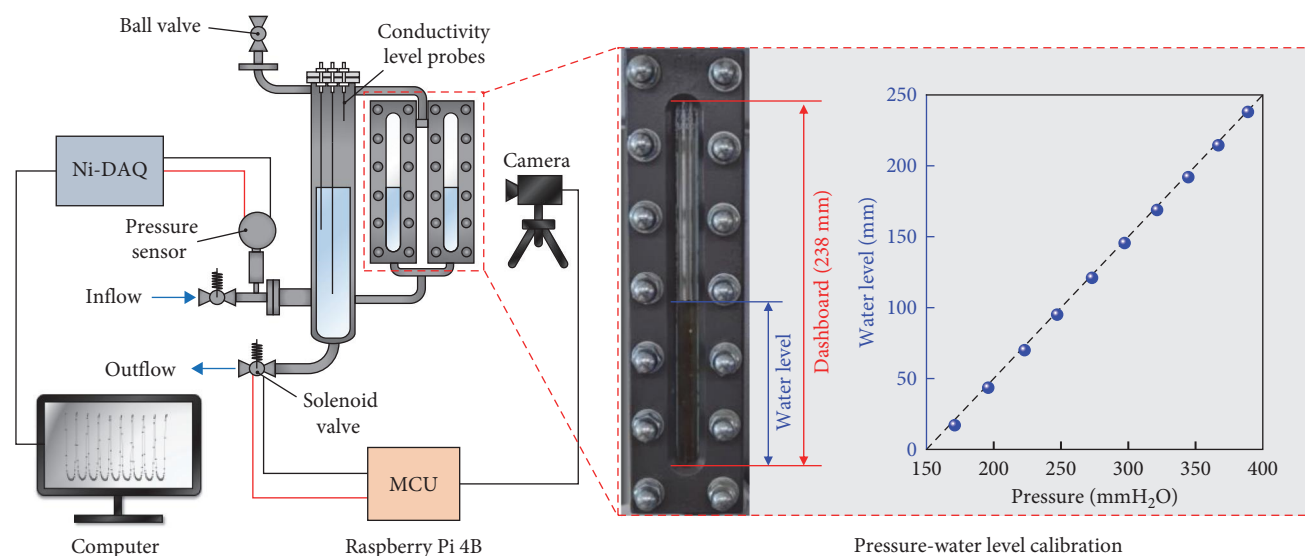 Ball valve
Conductivity
level probes
Ni-DAQ
Pressure
sensor
Camera
Inflow
Outflow
Solenoid
valve
MCU
Computer
Raspberry Pi 4B
Dashboard (238 mm)
Water level
Water level (mm)
250
200
150
100
50
0
150
200
250
300
350
400
Pressure (mmH₂O)
Pressure-water level calibration